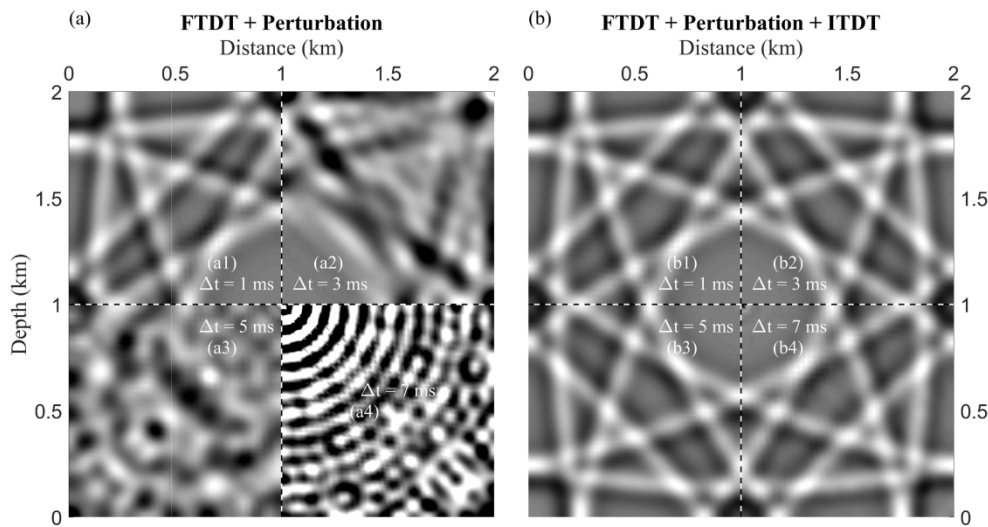 (a)
FTDT + Perturbation
Distance (km)
0 0.5 1 1.5 2
Depth (km)
2
1.5
1
0.5
0
(a1)
Δt = 1 ms
(a2)
Δt = 3 ms
Δt = 5 ms
(a3)
Δt = 7 ms
(a4)
(b)
FTDT + Perturbation + ITDT
Distance (km)
0 0.5 1 1.5 2
(b1)
Δt = 1 ms
(b2)
Δt = 3 ms
Δt = 5 ms
(b3)
Δt = 7 ms
(b4)
2
1.5
1
0.5
0